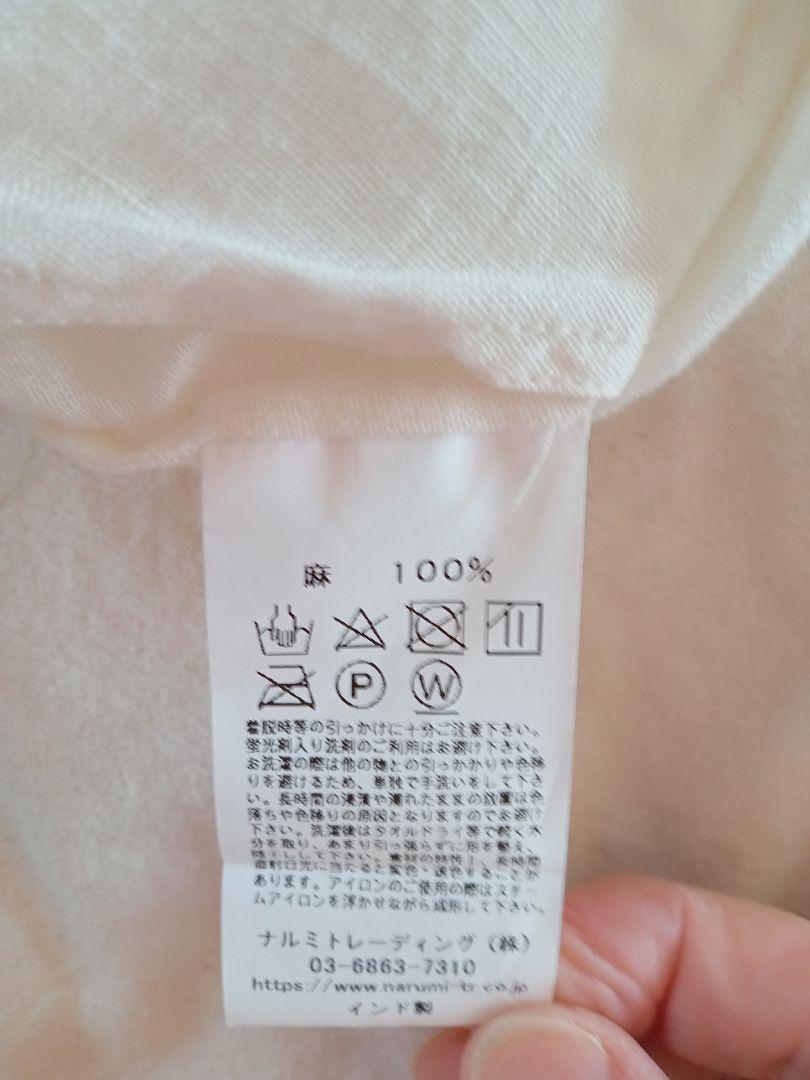 麻 100%
P W
着脱時等の引っかけに十分ご注意下さい。
蛍光剤入り洗剤のご利用はお避け下さい。
お洗濯の際は他の物との引っかかりや色移
りを避けるため、単独で手洗いをして下さ
い。長時間の浸漬や濡れたままの放置は色
落ちや色移りの原因となりますのでお避け
下さい。洗濯後はタオルドライ等で軽く水
分を取り、あまり引っ張らずに形を整え、
陰干しして下さい。素材の特性上、長時間
直射日光に当たると変色・退色することが
あります。アイロンのご使用の際はスチー
ムアイロンを浮かせながら成形して下さい。
ナルミトレーディング(株)
03-6863-7310
https://www.narumi-tr.co.jp
インド製